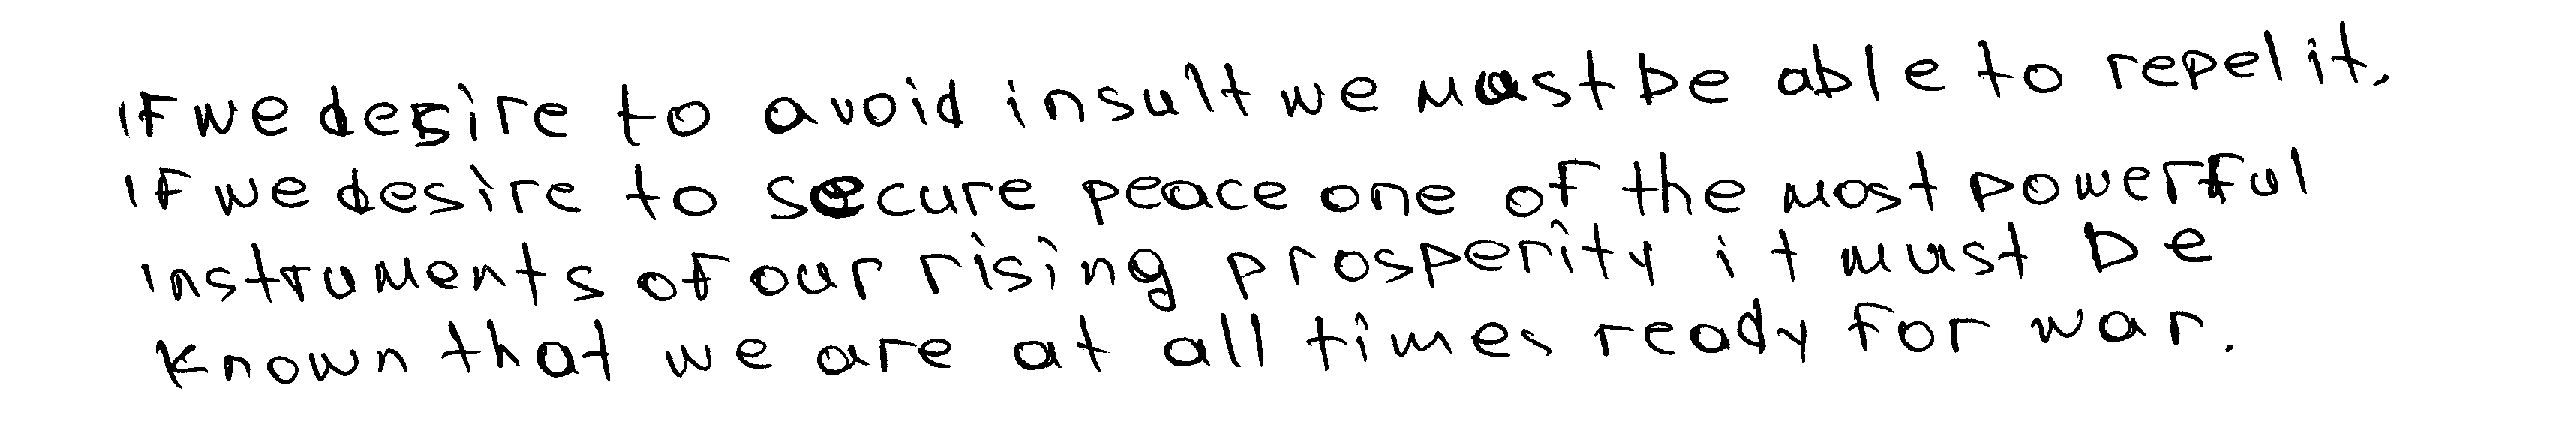 If we desire to avoid insult we must be able to repel it.
If we desire to secure peace one of the most powerful
instruments of our rising prosperity it must be
known that we are at all times ready for war.